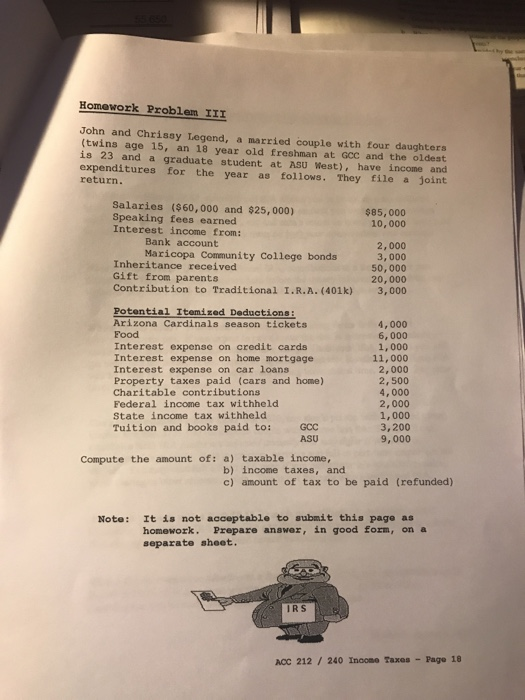 Homework Problem III
John and Chrissy Legend, a married couple with four daughters
(twins age 15, an 18 year old freshman at GCC and the oldest
is 23 and a graduate student at ASU West), have income and
expenditures for the year as follows. They file a joint
return.
Salaries ($60,000 and $25,000) $85,000
Speaking fees earned 10,000
Interest income from:
Bank account 2,000
Maricopa Community College bonds 3,000
Inheritance received 50,000
Gift from parents 20,000
Contribution to Traditional I.R.A.(401k) 3,000
Potential Itemized Deductions:
Arizona Cardinals season tickets 4,000
Food 6,000
Interest expense on credit cards 1,000
Interest expense on home mortgage 11,000
Interest expense on car loans 2,000
Property taxes paid (cars and home) 2,500
Charitable contributions 4,000
Federal income tax withheld 2,000
State income tax withheld 1,000
Tuition and books paid to: GCC 3,200
ASU 9,000
Compute the amount of: a) taxable income,
b) income taxes, and
c) amount of tax to be paid (refunded)
Note: It is not acceptable to submit this page as
homework. Prepare answer, in good form, on a
separate sheet.
IRS
ACC 212 / 240 Income Taxes - Page 18